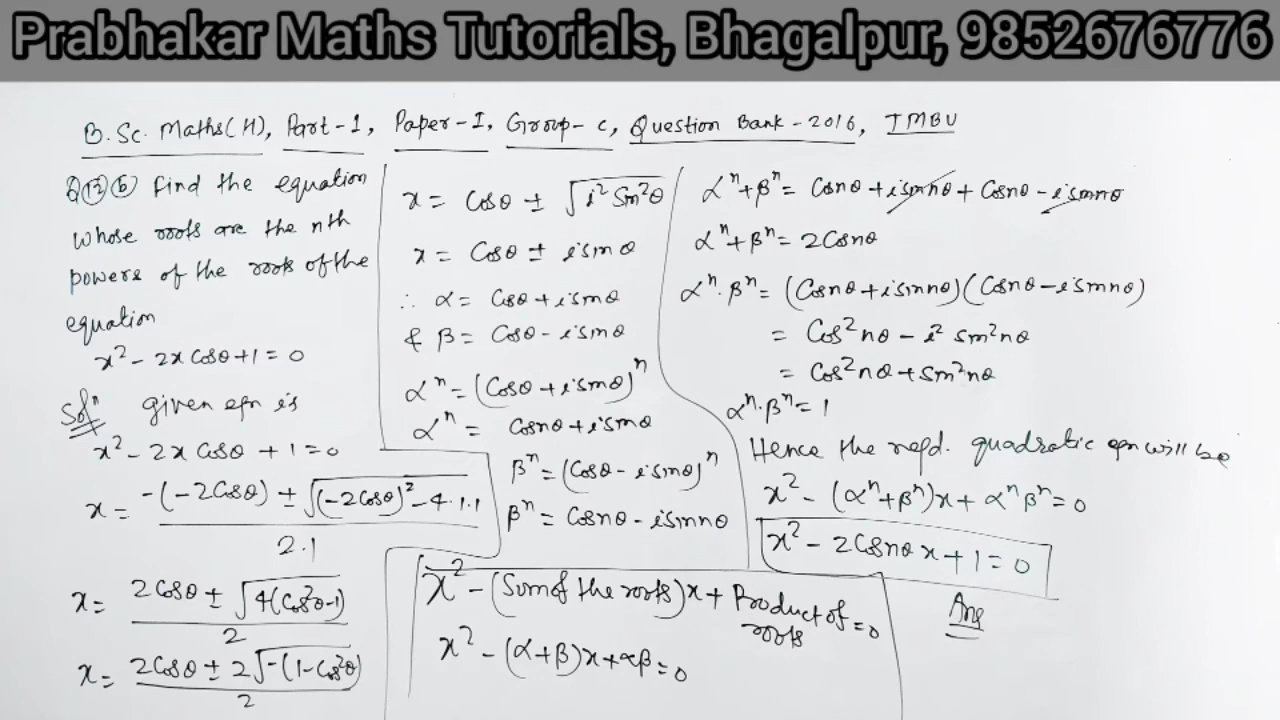 Prabhakar Maths Tutorials, Bhagalpur, 9852676776
B.Sc. Maths(H), Part-1, Paper-I, Group-C, Question Bank-2016, TMBU
Q(12)(b) Find the equation
whose roots are the nth
powers of the roots of the
equation
x² - 2x Cosθ + 1 = 0
Solⁿ given eqn is
x² - 2x Cosθ + 1 = 0
x = -(-2Cosθ) ± √(-2Cosθ)² - 4.1.1 / 2.1
x = 2Cosθ ± √4(Cos²θ-1) / 2
x = 2Cosθ ± 2√-(1-Cos²θ) / 2
x = Cosθ ± √i² Sin²θ
x = Cosθ ± i Sinθ
∴ α = Cosθ + i Sinθ
& β = Cosθ - i Sinθ
αⁿ = (Cosθ + i Sinθ)ⁿ
αⁿ = Cosnθ + i Sinθ
βⁿ = (Cosθ - i Sinθ)ⁿ
βⁿ = Cosnθ - i Sinnθ
x² - (Sum of the roots)x + Product of roots = 0
x² - (α+β)x + αβ = 0
αⁿ + βⁿ = Cosnθ + i Sinnθ + Cosnθ - i Sinnθ
αⁿ + βⁿ = 2Cosnθ
αⁿ.βⁿ = (Cosnθ + i Sinnθ)(Cosnθ - i Sinnθ)
= Cos²nθ - i² Sin²nθ
= Cos²nθ + Sin²nθ
αⁿ.βⁿ = 1
Hence the reqd. quadratic eqn will be
x² - (αⁿ+βⁿ)x + αⁿβⁿ = 0
x² - 2Cosnθ x + 1 = 0
Ans